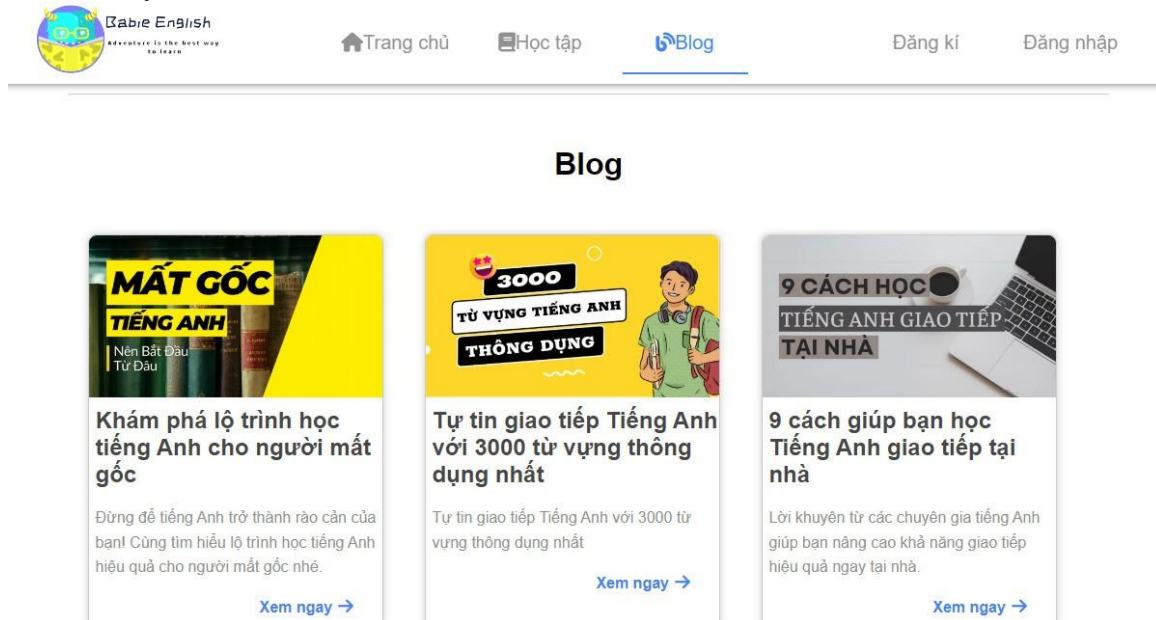 Babie English
Adventure is the best way
to learn
Trang chủ
Học tập
Blog
Đăng kí
Đăng nhập
Blog
MẤT GỐC
TIẾNG ANH
Nên Bắt Đầu
Từ Đâu
Khám phá lộ trình học
tiếng Anh cho người mất
gốc
Đừng để tiếng Anh trở thành rào cản của
bạn! Cùng tìm hiểu lộ trình học tiếng Anh
hiệu quả cho người mất gốc nhé.
Xem ngay →
3000
TỪ VỰNG TIẾNG ANH
THÔNG DỤNG
Tự tin giao tiếp Tiếng Anh
với 3000 từ vựng thông
dụng nhất
Tự tin giao tiếp Tiếng Anh với 3000 từ
vựng thông dụng nhất
Xem ngay →
9 CÁCH HỌC
TIẾNG ANH GIAO TIẾP
TẠI NHÀ
9 cách giúp bạn học
Tiếng Anh giao tiếp tại
nhà
Lời khuyên từ các chuyên gia tiếng Anh
giúp bạn nâng cao khả năng giao tiếp
hiệu quả ngay tại nhà.
Xem ngay →